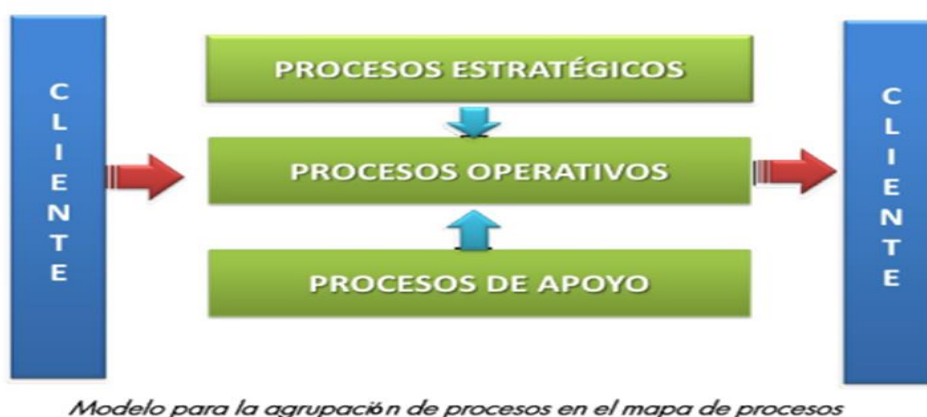 CLIENTE
PROCESOS ESTRATÉGICOS
PROCESOS OPERATIVOS
PROCESOS DE APOYO
CLIENTE
Modelo para la agrupación de procesos en el mapa de procesos